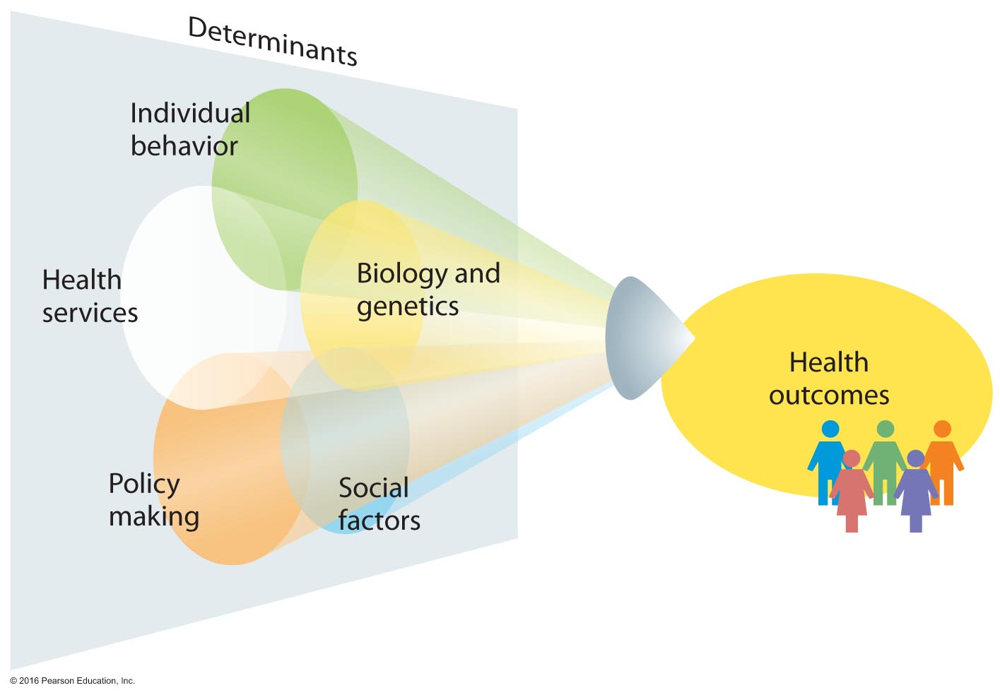 Determinants
Individual
behavior
Health
services
Biology and
genetics
Policy
making
Social
factors
Health
outcomes
© 2016 Pearson Education, Inc.